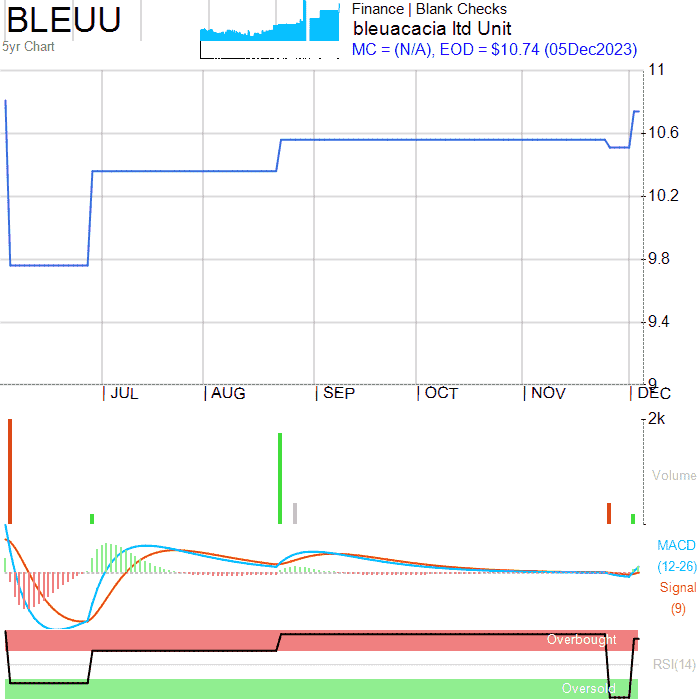 BLEUU
5yr Chart
Finance | Blank Checks
bleuacacia ltd Unit
MC = (N/A), EOD = $10.74 (05Dec2023)
11
10.6
10.2
9.8
9.4
9
| JUL | AUG | SEP | OCT | NOV | DEC
2k
Volume
MACD
(12-26)
Signal
(9)
Overbought
RSI(14)
Oversold